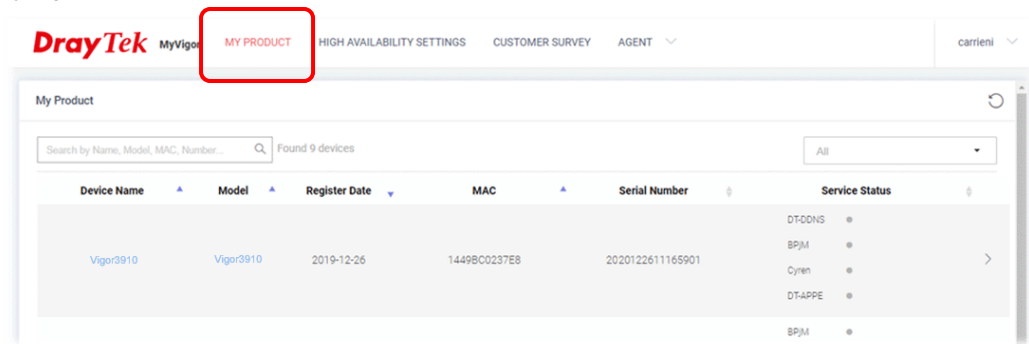 DrayTek MyVigor MY PRODUCT HIGH AVAILABILITY SETTINGS CUSTOMER SURVEY AGENT carrieni
My Product
Search by Name, Model, MAC, Number... Found 9 devices All
Device Name Model Register Date MAC Serial Number Service Status
DT-DDNS
BPjM
Vigor3910 Vigor3910 2019-12-26 1449BC0237E8 2020122611165901
Cyren
DT-APPE
BPjM